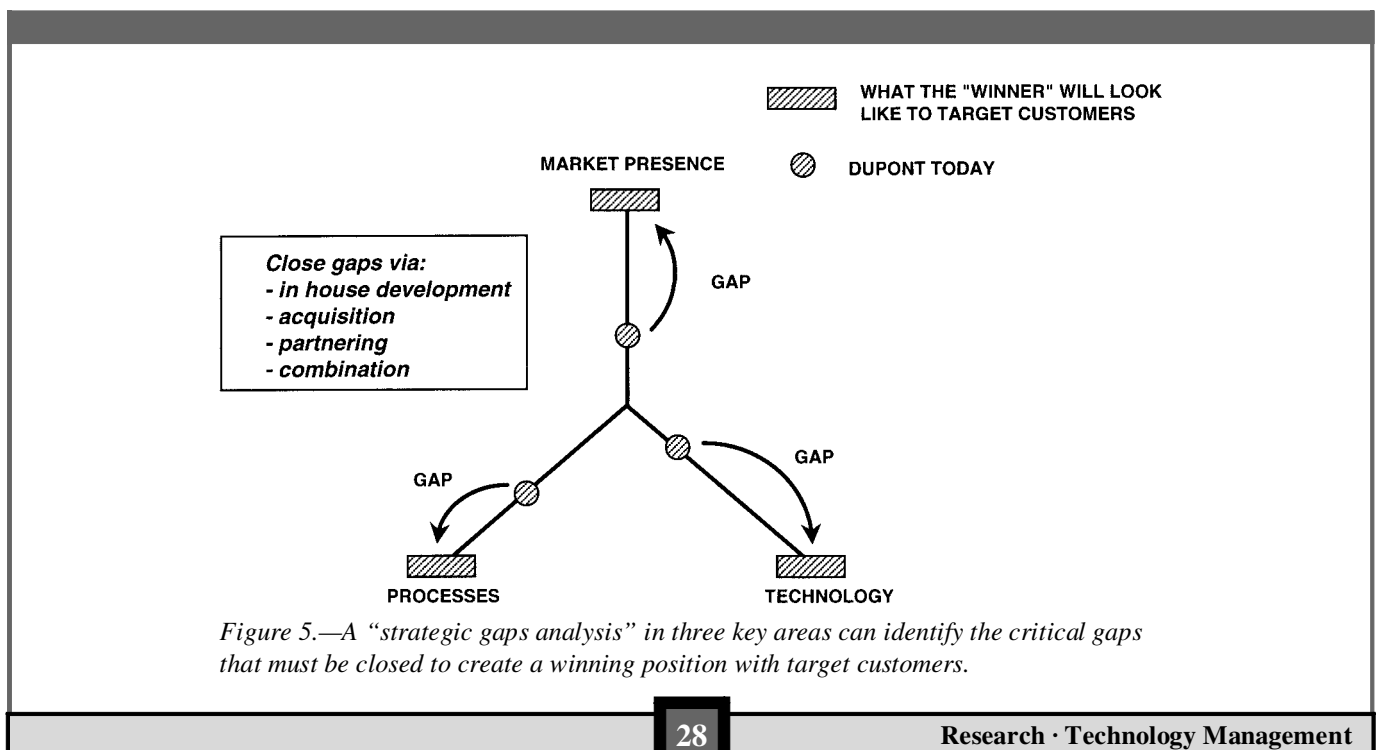 WHAT THE "WINNER" WILL LOOK
LIKE TO TARGET CUSTOMERS
DUPONT TODAY
MARKET PRESENCE
Close gaps via:
- in house development
- acquisition
- partnering
- combination
GAP
GAP
GAP
PROCESSES
TECHNOLOGY
Figure 5.—A “strategic gaps analysis” in three key areas can identify the critical gaps
that must be closed to create a winning position with target customers.
28
Research · Technology Management